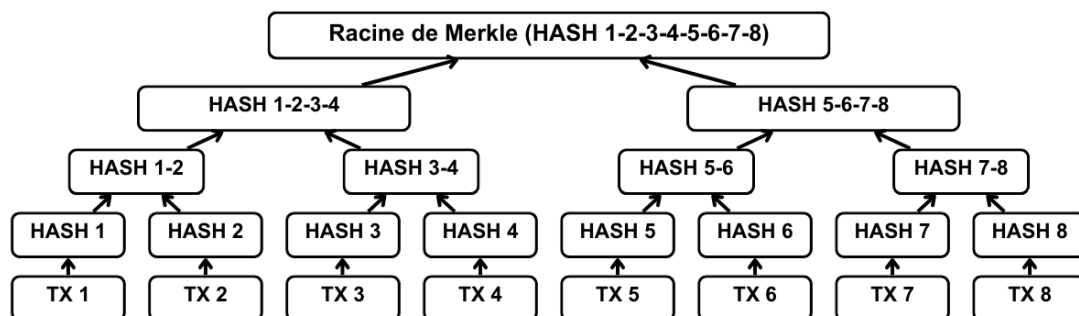 Racine de Merkle (HASH 1-2-3-4-5-6-7-8)
HASH 1-2-3-4
HASH 5-6-7-8
HASH 1-2
HASH 3-4
HASH 5-6
HASH 7-8
HASH 1
HASH 2
HASH 3
HASH 4
HASH 5
HASH 6
HASH 7
HASH 8
TX 1
TX 2
TX 3
TX 4
TX 5
TX 6
TX 7
TX 8